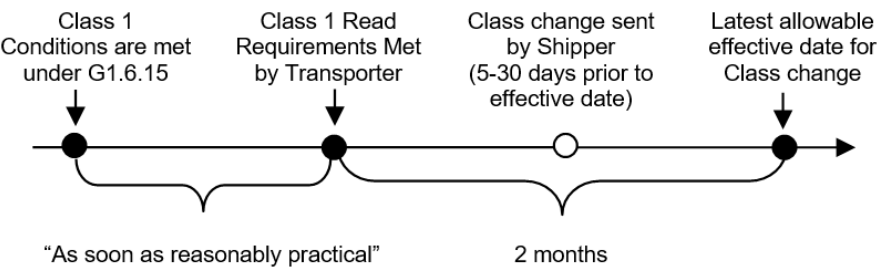 Class 1
Conditions are met
under G1.6.15
Class 1 Read
Requirements Met
by Transporter
Class change sent
by Shipper
(5-30 days prior to
effective date)
Latest allowable
effective date for
Class change
“As soon as reasonably practical”
2 months